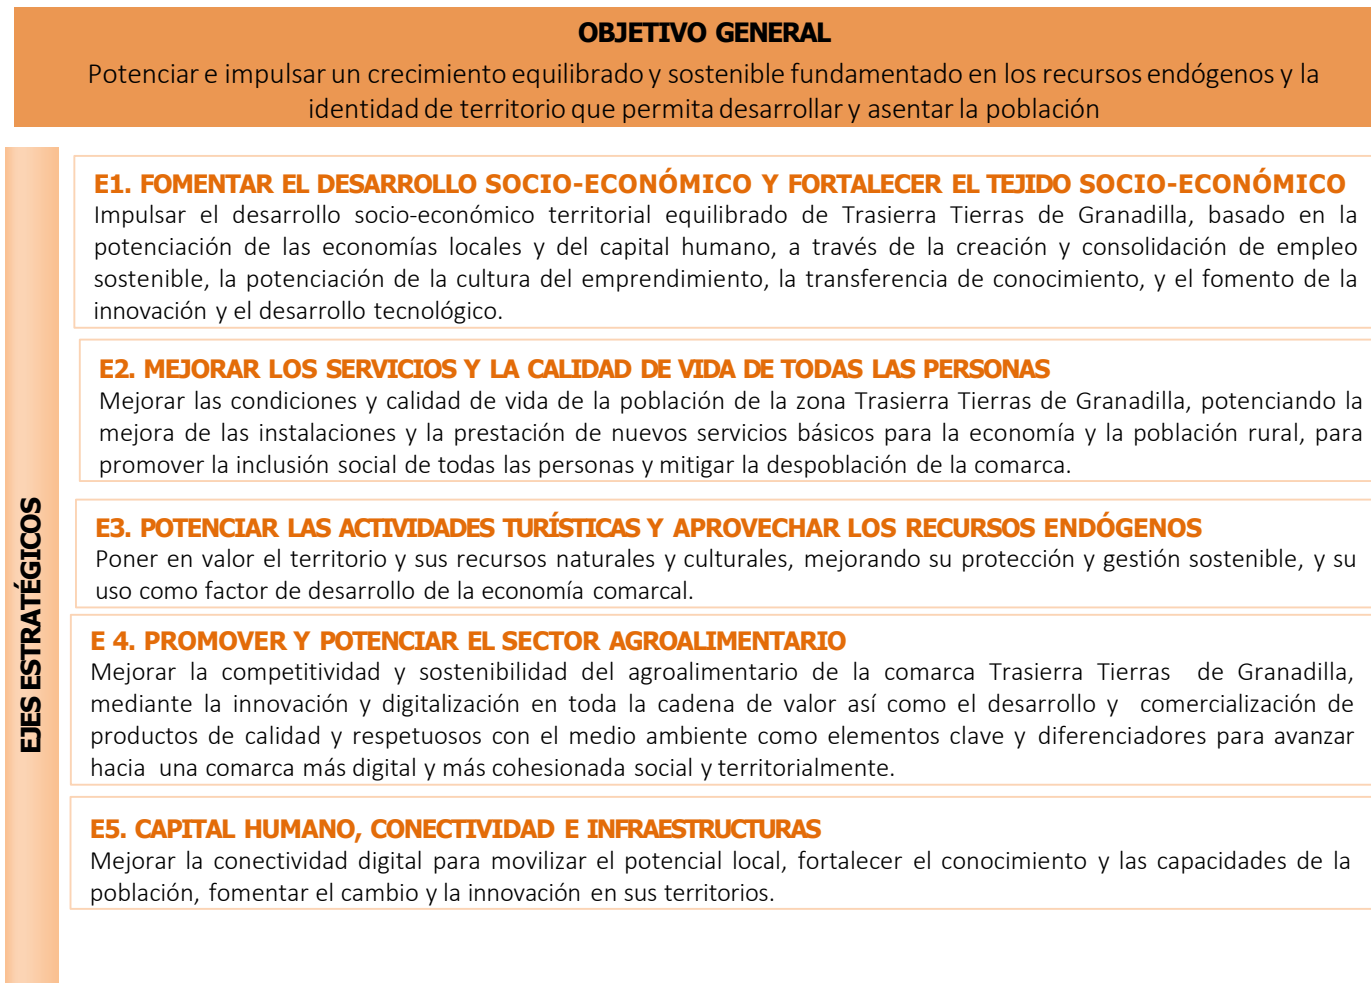 OBJETIVO GENERAL
Potenciar e impulsar un crecimiento equilibrado y sostenible fundamentado en los recursos endógenos y la
identidad de territorio que permita desarrollar y asentar la población
EJES ESTRATÉGICOS
E1. FOMENTAR EL DESARROLLO SOCIO-ECONÓMICO Y FORTALECER EL TEJIDO SOCIO-ECONÓMICO
Impulsar el desarrollo socio-económico territorial equilibrado de Trasierra Tierras de Granadilla, basado en la
potenciación de las economías locales y del capital humano, a través de la creación y consolidación de empleo
sostenible, la potenciación de la cultura del emprendimiento, la transferencia de conocimiento, y el fomento de la
innovación y el desarrollo tecnológico.
E2. MEJORAR LOS SERVICIOS Y LA CALIDAD DE VIDA DE TODAS LAS PERSONAS
Mejorar las condiciones y calidad de vida de la población de la zona Trasierra Tierras de Granadilla, potenciando la
mejora de las instalaciones y la prestación de nuevos servicios básicos para la economía y la población rural, para
promover la inclusión social de todas las personas y mitigar la despoblación de la comarca.
E3. POTENCIAR LAS ACTIVIDADES TURÍSTICAS Y APROVECHAR LOS RECURSOS ENDÓGENOS
Poner en valor el territorio y sus recursos naturales y culturales, mejorando su protección y gestión sostenible, y su
uso como factor de desarrollo de la economía comarcal.
E 4. PROMOVER Y POTENCIAR EL SECTOR AGROALIMENTARIO
Mejorar la competitividad y sostenibilidad del agroalimentario de la comarca Trasierra Tierras de Granadilla,
mediante la innovación y digitalización en toda la cadena de valor así como el desarrollo y comercialización de
productos de calidad y respetuosos con el medio ambiente como elementos clave y diferenciadores para avanzar
hacia una comarca más digital y más cohesionada social y territorialmente.
E5. CAPITAL HUMANO, CONECTIVIDAD E INFRAESTRUCTURAS
Mejorar la conectividad digital para movilizar el potencial local, fortalecer el conocimiento y las capacidades de la
población, fomentar el cambio y la innovación en sus territorios.